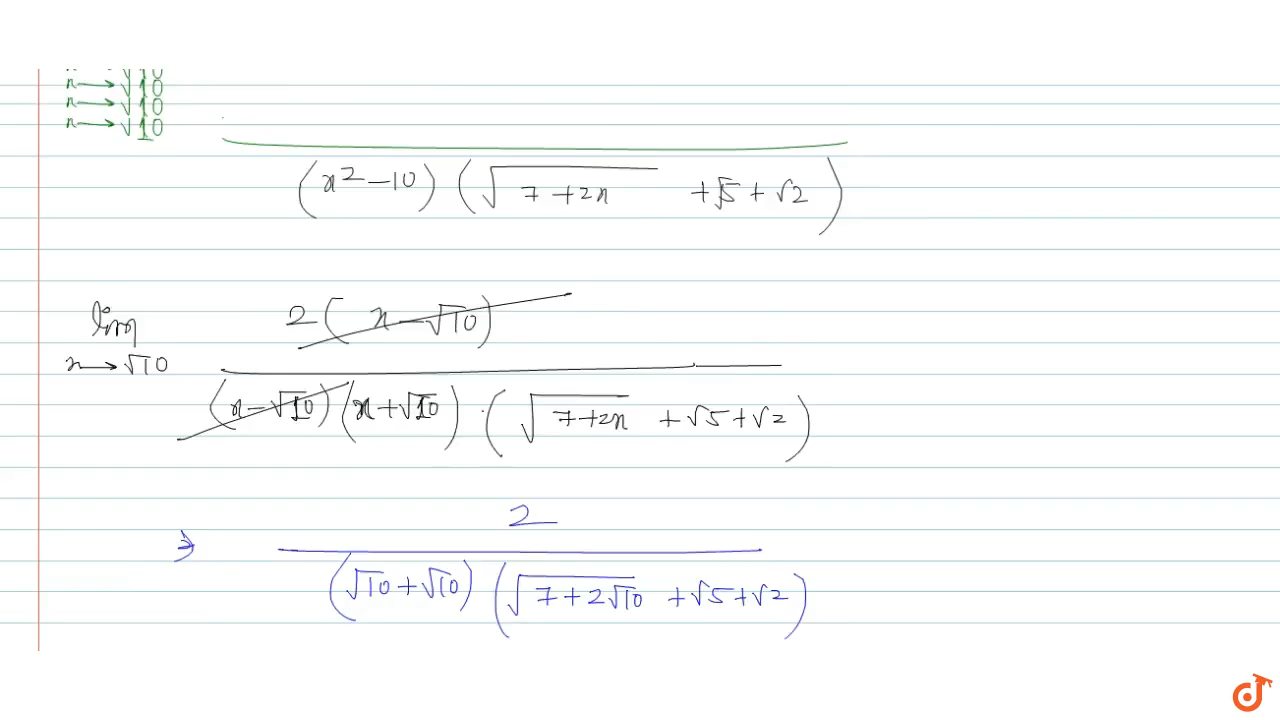 x→√10
x→√10
x→√10
(x²-10) (√(7+2x) +√5+√2)
lim 2(x-√10)
x→√10
(x-√10)(x+√10)·(√(7+2x) +√5+√2)
⇒ 2
(√10+√10) (√(7+2√10) +√5+√2)